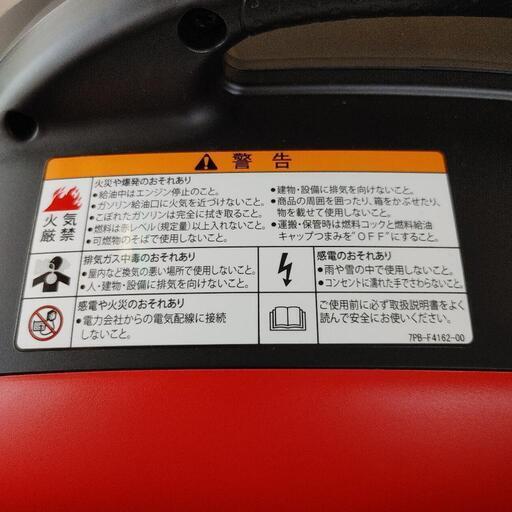 警告
火気
厳禁
火災や爆発のおそれあり
・給油中はエンジン停止のこと。
・ガソリン給油口に火気を近づけないこと。
・こぼれたガソリンは完全に拭き取ること。
・燃料は赤レベル(規定量)以上入れないこと。
・可燃物のそばで使用しないこと。
・建物・設備に排気を向けないこと。
・商品の周囲を囲ったり、箱をかぶせたり、
物を載せて使用しないこと。
・運搬・保管時は燃料コックと燃料給油
キャップつまみを"OFF"にすること。
排気ガス中毒のおそれあり
・屋内など換気の悪い場所で使用しないこと。
・人・建物・設備に排気を向けないこと。
感電のおそれあり
・雨や雪の中で使用しないこと。
・コンセントに濡れた手でさわらないこと。
感電や火災のおそれあり
・電力会社からの電気配線に接続
しないこと。
ご使用前に必ず取扱説明書をよく
読んで安全にお使いください。
7PB-F4162-00